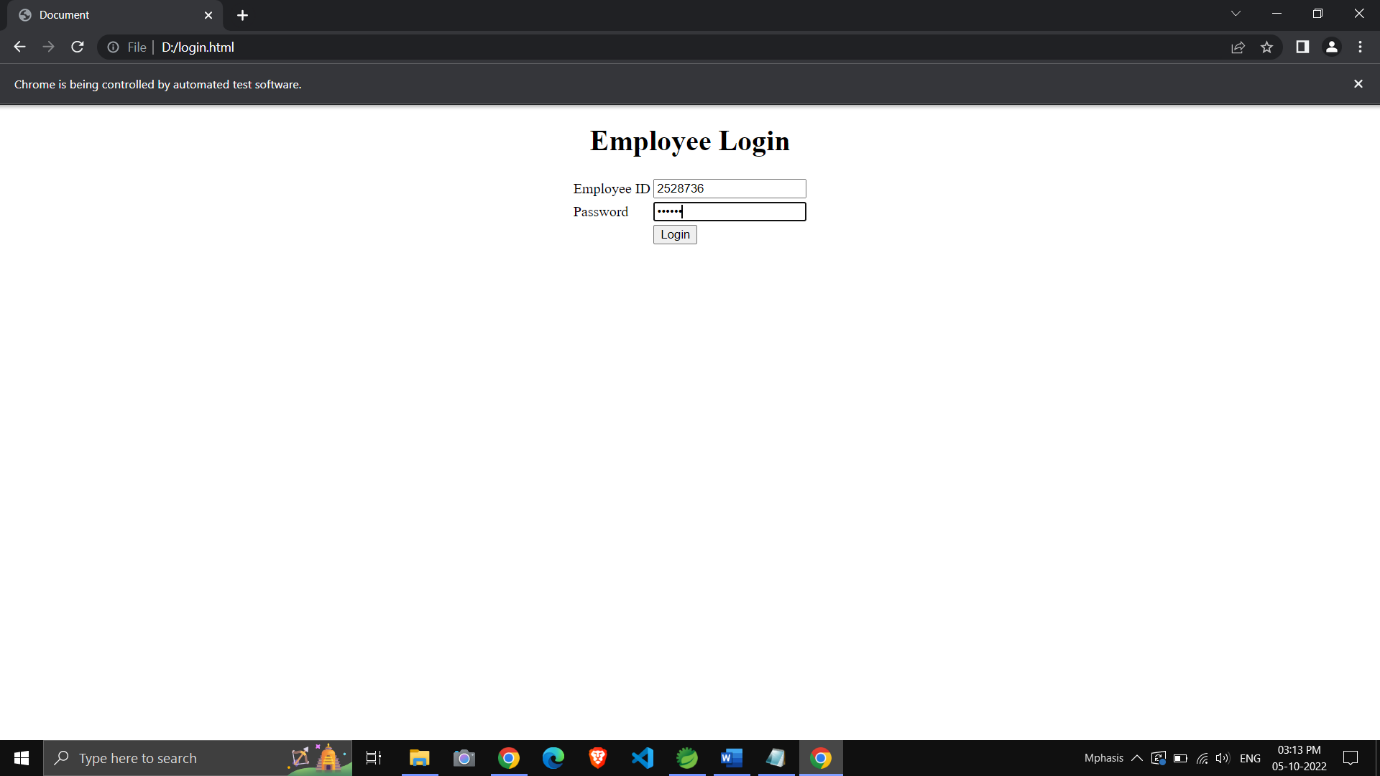 Document
File | D:/login.html
Chrome is being controlled by automated test software.
Employee Login
Employee ID 2528736
Password ••••••
Login
Type here to search
Mphasis ENG 03:13 PM
05-10-2022